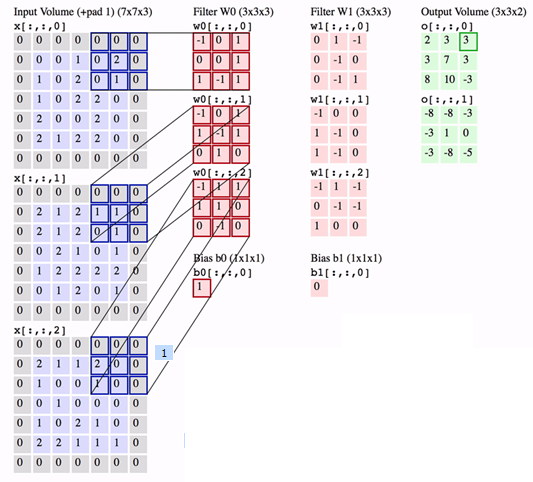 Input Volume (+pad 1) (7x7x3)
x[:,:,0]
0 0 0 0 0 0 0
0 0 0 1 0 2 0
0 1 0 2 0 1 0
0 1 0 2 2 0 0
0 2 0 0 2 0 0
0 2 1 2 2 0 0
0 0 0 0 0 0 0
x[:,:,1]
0 0 0 0 0 0 0
0 2 1 2 1 1 0
0 2 1 2 0 1 0
0 0 2 1 0 1 0
0 1 2 2 2 2 0
0 0 1 2 0 1 0
0 0 0 0 0 0 0
x[:,:,2]
0 0 0 0 0 0 0
0 2 1 1 2 0 0
0 1 0 0 1 0 0
0 0 1 0 0 0 0
0 1 0 2 1 0 0
0 2 2 1 1 1 0
0 0 0 0 0 0 0
1
Filter W0 (3x3x3)
w0[:,:,0]
-1 0 1
0 0 1
1 -1 1
w0[:,:,1]
-1 0 1
1 -1 1
0 1 0
w0[:,:,2]
-1 1 1
1 1 0
0 -1 0
Bias b0 (1x1x1)
b0[:,:,0]
1
Filter W1 (3x3x3)
w1[:,:,0]
0 1 -1
0 -1 0
0 -1 1
w1[:,:,1]
-1 0 0
1 -1 0
1 -1 0
w1[:,:,2]
-1 1 -1
0 -1 -1
1 0 0
Bias b1 (1x1x1)
b1[:,:,0]
0
Output Volume (3x3x2)
o[:,:,0]
2 3 3
3 7 3
8 10 -3
o[:,:,1]
-8 -8 -3
-3 1 0
-3 -8 -5